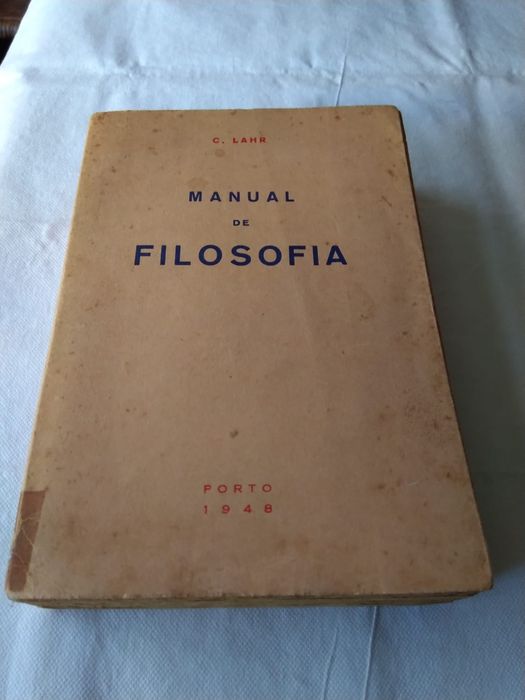 C. LAHR
MANUAL
DE
FILOSOFIA
PORTO
1948